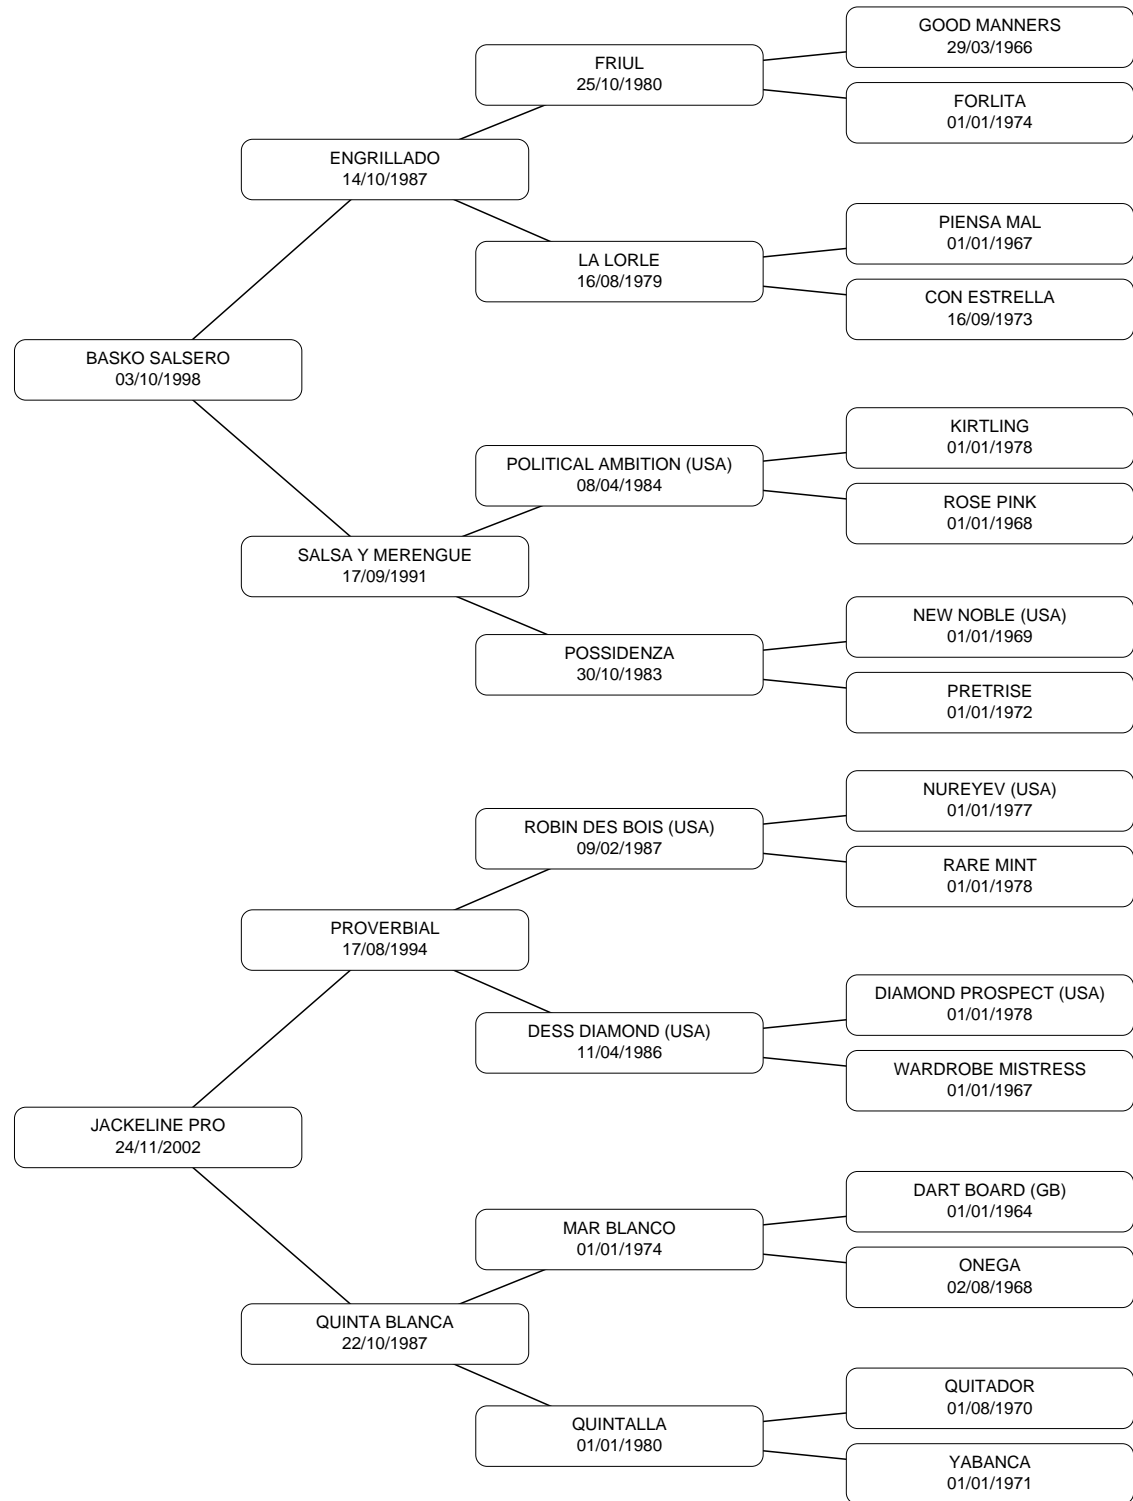 GOOD MANNERS
29/03/1966
FRIUL
25/10/1980
FORLITA
01/01/1974
ENGRILLADO
14/10/1987
PIENSA MAL
01/01/1967
LA LORLE
16/08/1979
CON ESTRELLA
16/09/1973
BASKO SALSERO
03/10/1998
KIRTLING
01/01/1978
POLITICAL AMBITION (USA)
08/04/1984
ROSE PINK
01/01/1968
SALSA Y MERENGUE
17/09/1991
NEW NOBLE (USA)
01/01/1969
POSSIDENZA
30/10/1983
PRETRISE
01/01/1972
NUREYEV (USA)
01/01/1977
ROBIN DES BOIS (USA)
09/02/1987
RARE MINT
01/01/1978
PROVERBIAL
17/08/1994
DIAMOND PROSPECT (USA)
01/01/1978
DESS DIAMOND (USA)
11/04/1986
WARDROBE MISTRESS
01/01/1967
JACKELINE PRO
24/11/2002
DART BOARD (GB)
01/01/1964
MAR BLANCO
01/01/1974
ONEGA
02/08/1968
QUINTA BLANCA
22/10/1987
QUITADOR
01/08/1970
QUINTALLA
01/01/1980
YABANCA
01/01/1971